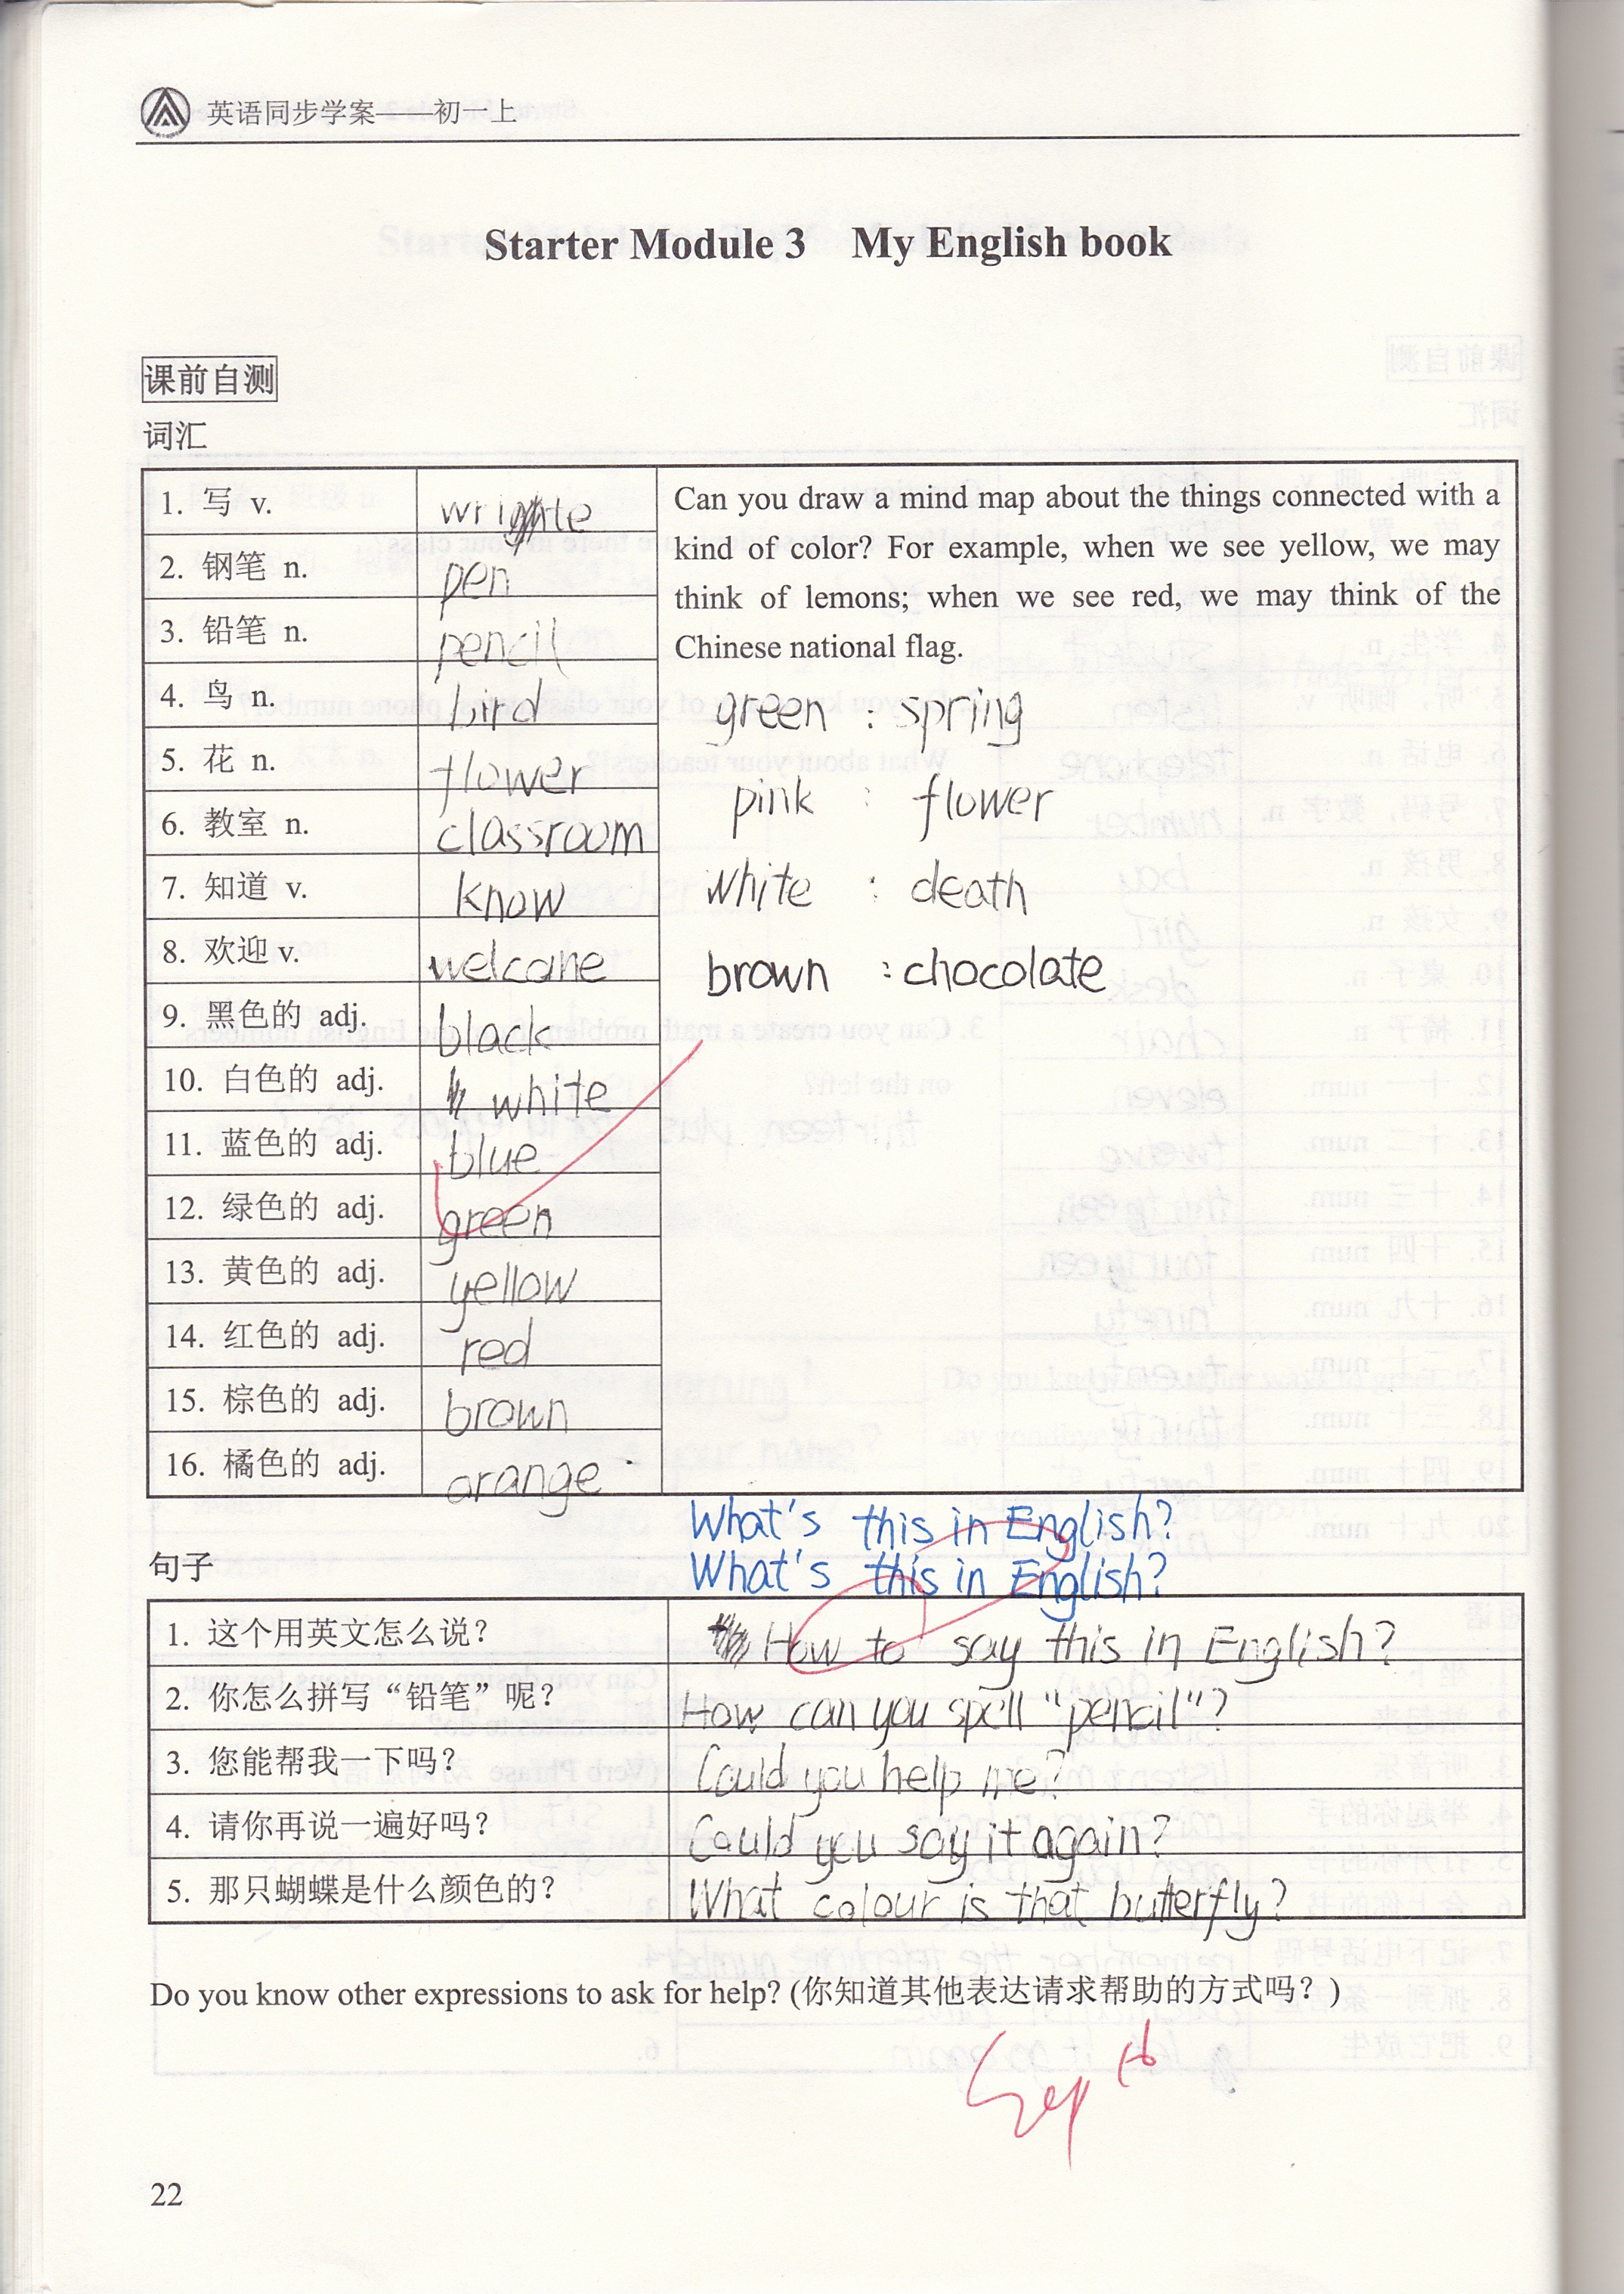 英语同步学案——初一上
Starter Module 3 My English book
课前自测
词汇
1. 写 v. write
2. 钢笔 n. pen
3. 铅笔 n. pencil
4. 鸟 n. bird
5. 花 n. flower
6. 教室 n. classroom
7. 知道 v. know
8. 欢迎 v. welcome
9. 黑色的 adj. black
10. 白色的 adj. white
11. 蓝色的 adj. blue
12. 绿色的 adj. green
13. 黄色的 adj. yellow
14. 红色的 adj. red
15. 棕色的 adj. brown
16. 橘色的 adj. orange
Can you draw a mind map about the things connected with a
kind of color? For example, when we see yellow, we may
think of lemons; when we see red, we may think of the
Chinese national flag.
green : spring
pink : flower
white : death
brown : chocolate
What's this in English?
What's this in English?
句子
1. 这个用英文怎么说? How to say this in English?
2. 你怎么拼写“铅笔”呢? How can you spell "pencil"?
3. 您能帮我一下吗? Could you help me?
4. 请你再说一遍好吗? Could you say it again?
5. 那只蝴蝶是什么颜色的? What colour is that butterfly?
Do you know other expressions to ask for help? (你知道其他表达请求帮助的方式吗? )
Sep 16
22